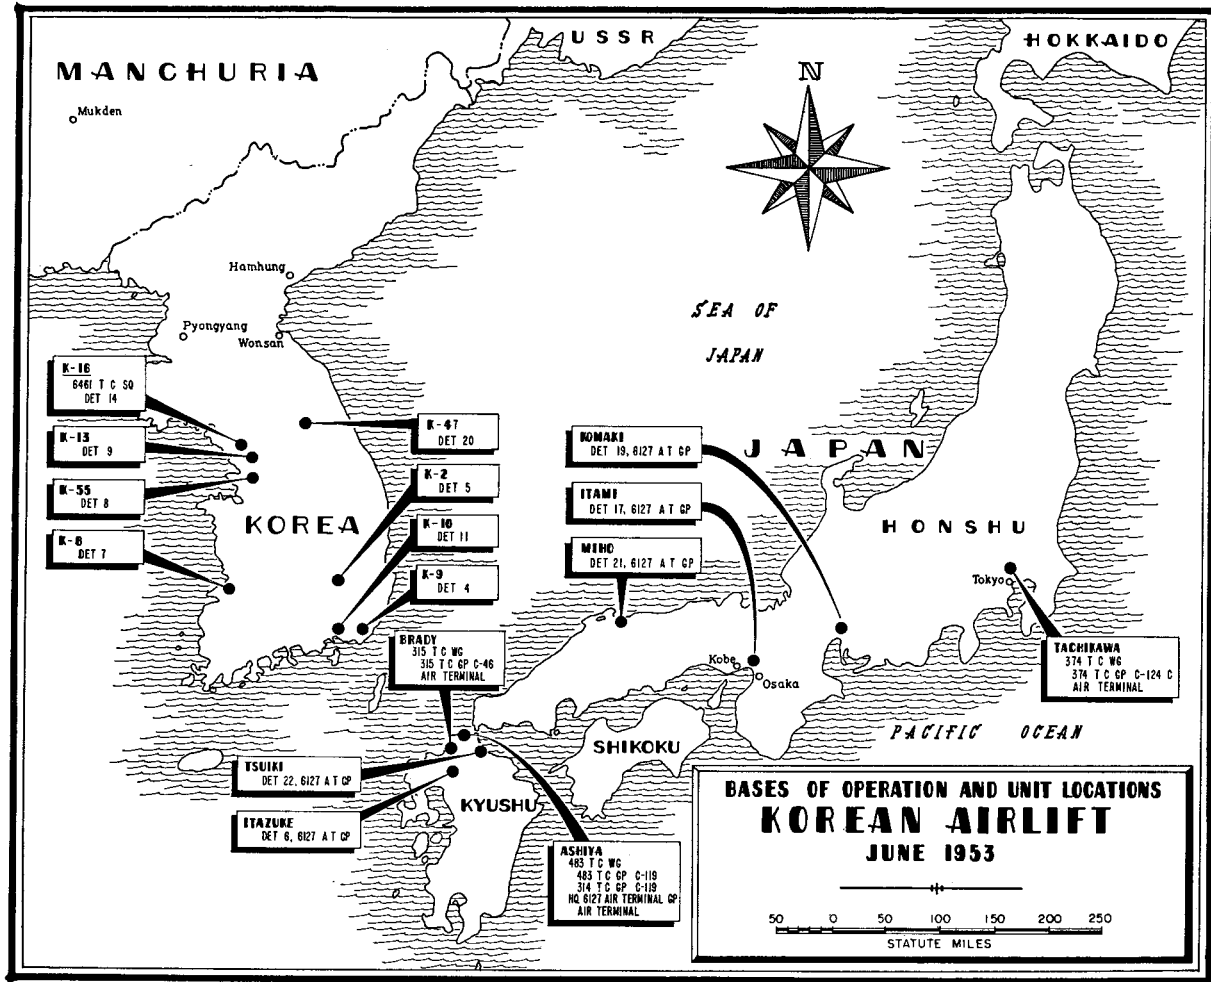 USSR
HOKKAIDO
MANCHURIA
Mukden
N
Hamhung
SEA OF
JAPAN
Pyongyang
Wonsan
K-16
6461 T C SQ
DET 14
K-13
DET 9
K-55
DET 8
K-8
DET 7
K-47
DET 20
K-2
DET 5
K-10
DET 11
K-9
DET 4
KOREA
KOMAKI
DET 19, 6127 A T GP
ITAMI
DET 17, 6127 A T GP
MIHO
DET 21, 6127 A T GP
JAPAN
HONSHU
Tokyo
TACHIKAWA
374 T C WG
374 T C GP C-124 C
AIR TERMINAL
BRADY
315 T C WG
315 T C GP C-46
AIR TERMINAL
Kobe
Osaka
PACIFIC OCEAN
SHIKOKU
TSUIKI
DET 22, 6127 A T GP
ITAZUKE
DET 6, 6127 A T GP
KYUSHU
ASHIYA
483 T C WG
483 T C GP C-119
314 T C GP C-119
HQ 6127 AIR TERMINAL GP
AIR TERMINAL
BASES OF OPERATION AND UNIT LOCATIONS
KOREAN AIRLIFT
JUNE 1953
50 0 50 100 150 200 250
STATUTE MILES